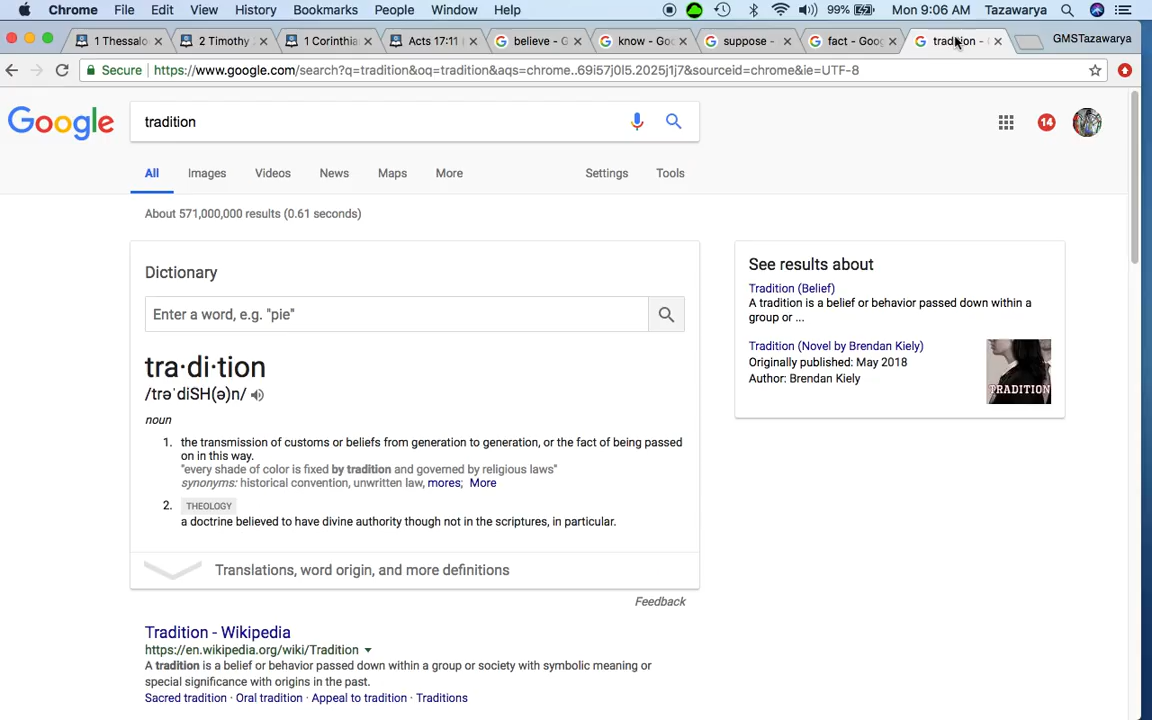 Chrome File Edit View History Bookmarks People Window Help 99% Mon 9:06 AM Tazawarya
1 Thessalo 2 Timothy 1 Corinthia Acts 17:11 believe - G know - Goo suppose - fact - Goog tradition - GMSTazawarya
Secure https://www.google.com/search?q=tradition&oq=tradition&aqs=chrome..69i57j0l5.2025j1j7&sourceid=chrome&ie=UTF-8
Google tradition 14
All Images Videos News Maps More Settings Tools
About 571,000,000 results (0.61 seconds)
Dictionary
Enter a word, e.g. "pie"
tra·di·tion
/trəˈdiSH(ə)n/
noun
1. the transmission of customs or beliefs from generation to generation, or the fact of being passed
on in this way.
"every shade of color is fixed by tradition and governed by religious laws"
synonyms: historical convention, unwritten law, mores; More
2. THEOLOGY
a doctrine believed to have divine authority though not in the scriptures, in particular.
Translations, word origin, and more definitions
Feedback
Tradition - Wikipedia
https://en.wikipedia.org/wiki/Tradition
A tradition is a belief or behavior passed down within a group or society with symbolic meaning or
special significance with origins in the past.
Sacred tradition · Oral tradition · Appeal to tradition · Traditions
See results about
Tradition (Belief)
A tradition is a belief or behavior passed down within a
group or ...
Tradition (Novel by Brendan Kiely)
Originally published: May 2018
Author: Brendan Kiely
TRADITION